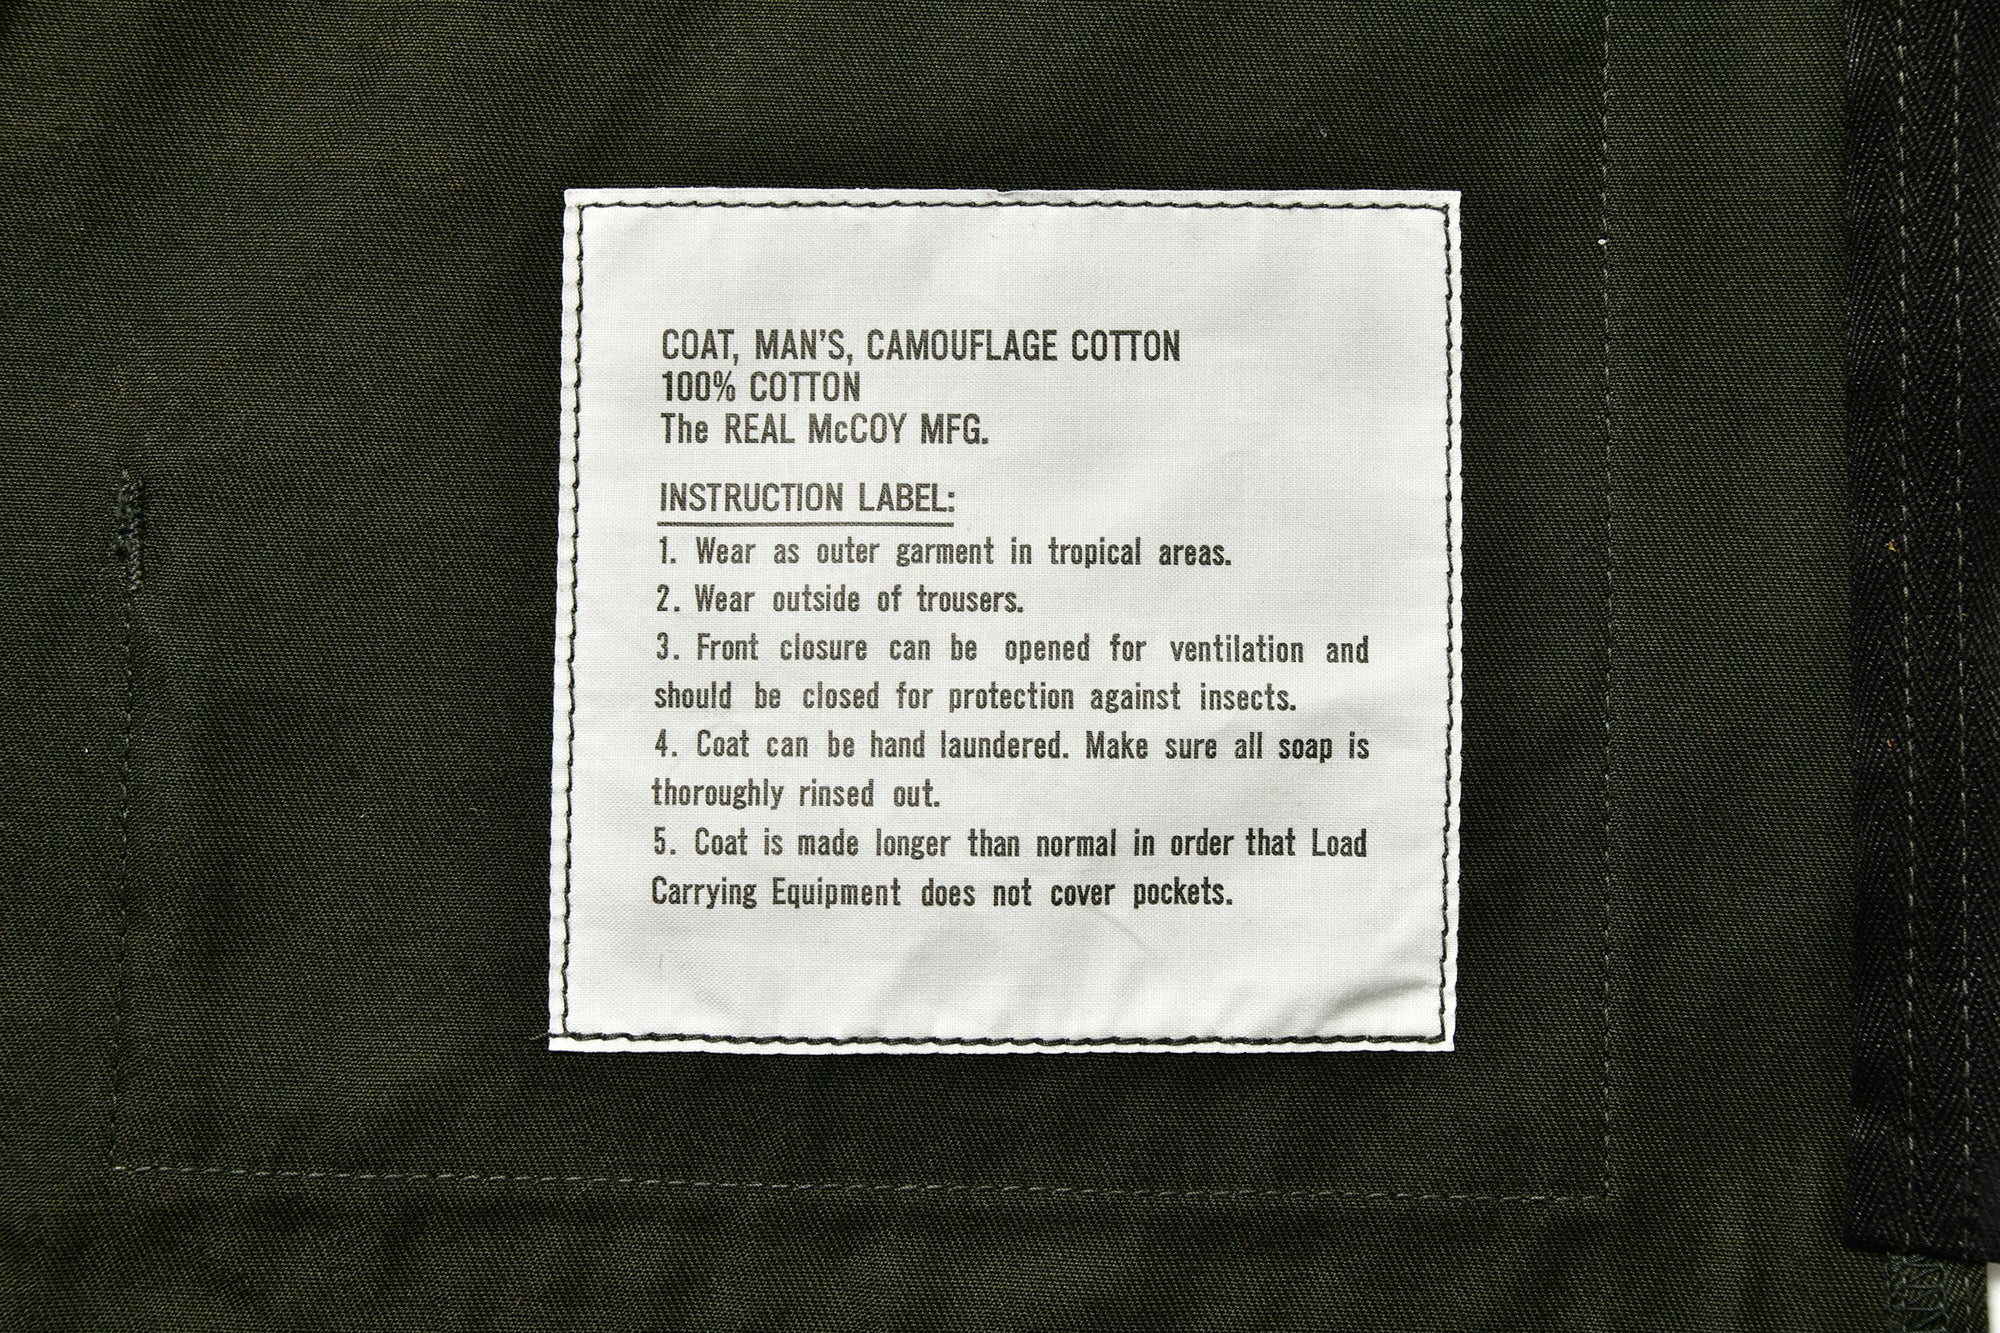 COAT, MAN'S, CAMOUFLAGE COTTON
100% COTTON
The REAL McCOY MFG.
INSTRUCTION LABEL:
1. Wear as outer garment in tropical areas.
2. Wear outside of trousers.
3. Front closure can be opened for ventilation and
should be closed for protection against insects.
4. Coat can be hand laundered. Make sure all soap is
thoroughly rinsed out.
5. Coat is made longer than normal in order that Load
Carrying Equipment does not cover pockets.